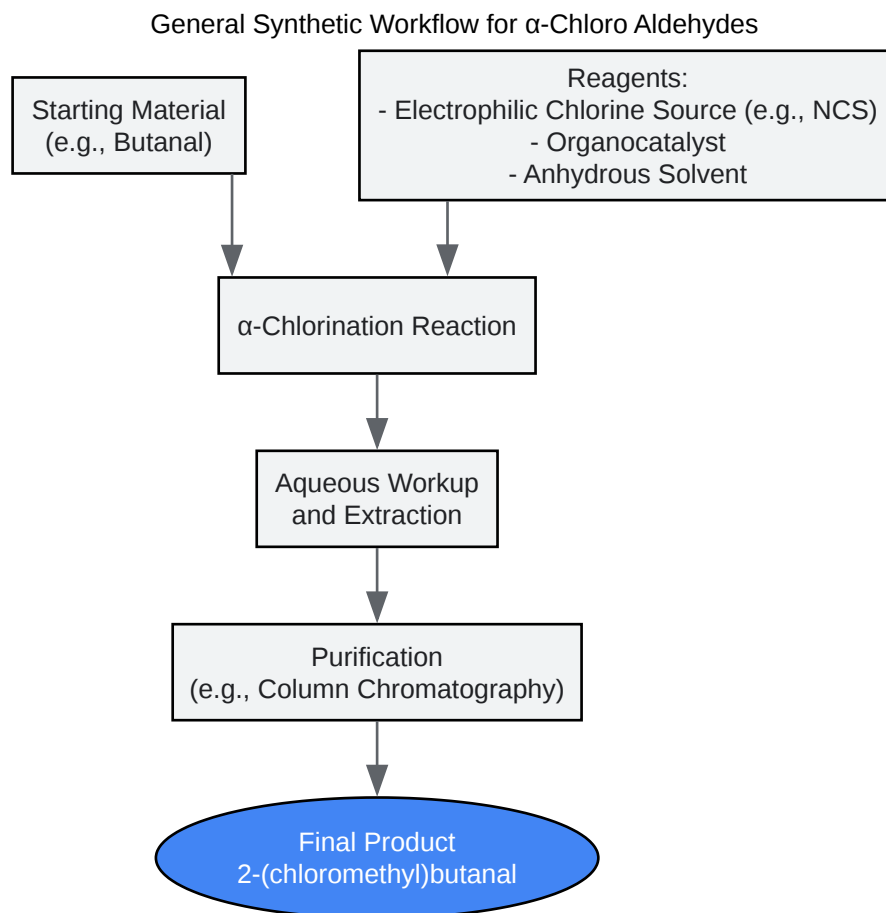 General Synthetic Workflow for α-Chloro Aldehydes
Starting Material
(e.g., Butanal)
Reagents:
- Electrophilic Chlorine Source (e.g., NCS)
- Organocatalyst
- Anhydrous Solvent
α-Chlorination Reaction
Aqueous Workup
and Extraction
Purification
(e.g., Column Chromatography)
Final Product
2-(chloromethyl)butanal